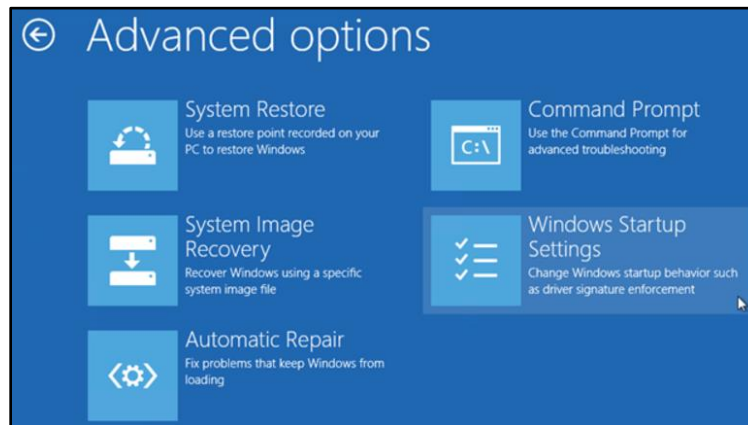 Advanced options
System Restore
Use a restore point recorded on your
PC to restore Windows
Command Prompt
Use the Command Prompt for
advanced troubleshooting
C:\
System Image
Recovery
Recover Windows using a specific
system image file
Windows Startup
Settings
Change Windows startup behavior such
as driver signature enforcement
Automatic Repair
Fix problems that keep Windows from
loading